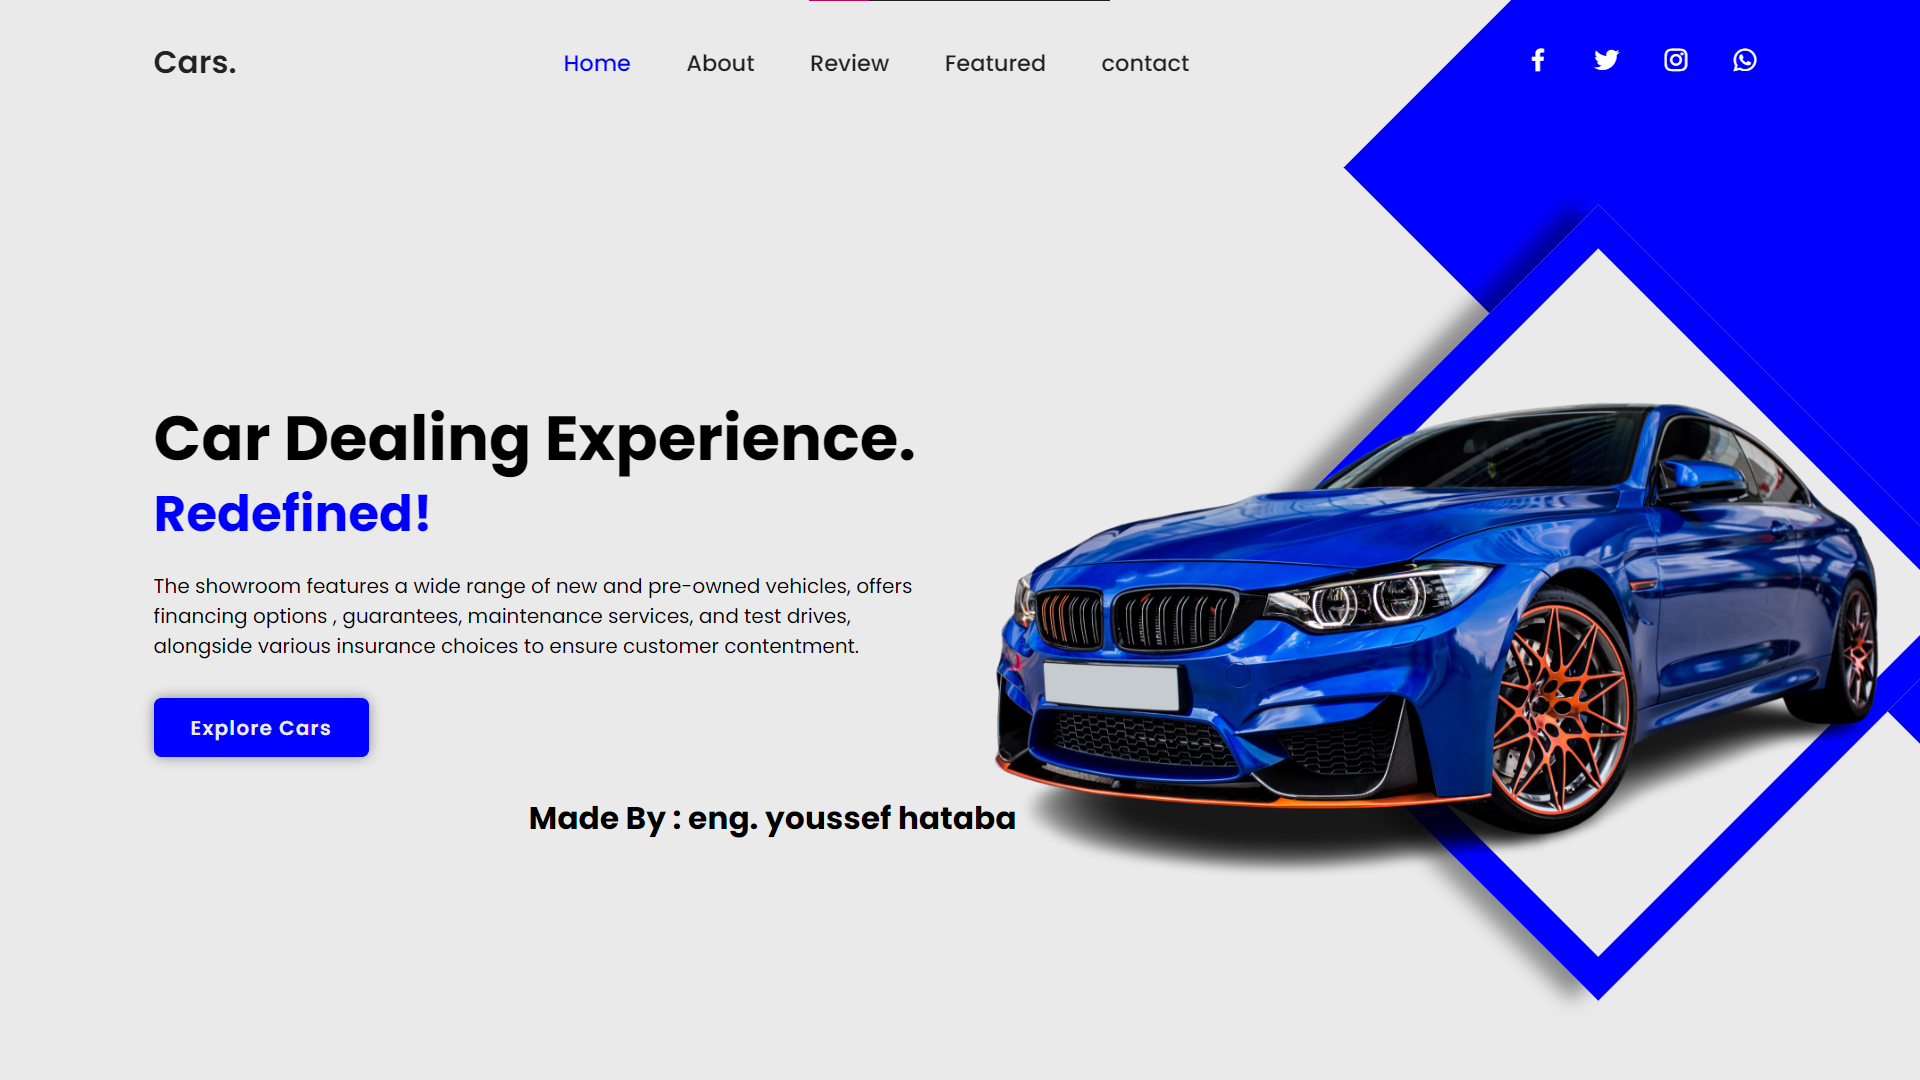 Cars.
Home About Review Featured contact
Car Dealing Experience.
Redefined!
The showroom features a wide range of new and pre-owned vehicles, offers
financing options , guarantees, maintenance services, and test drives,
alongside various insurance choices to ensure customer contentment.
Explore Cars
Made By : eng. youssef hataba